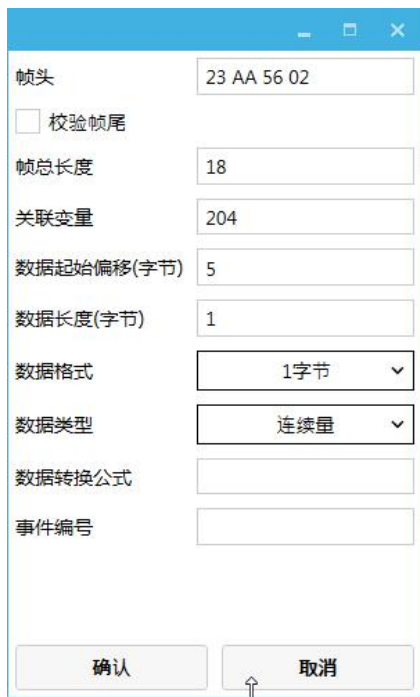 帧头 23 AA 56 02
校验帧尾
帧总长度 18
关联变量 204
数据起始偏移(字节) 5
数据长度(字节) 1
数据格式 1字节
数据类型 连续量
数据转换公式
事件编号
确认 取消